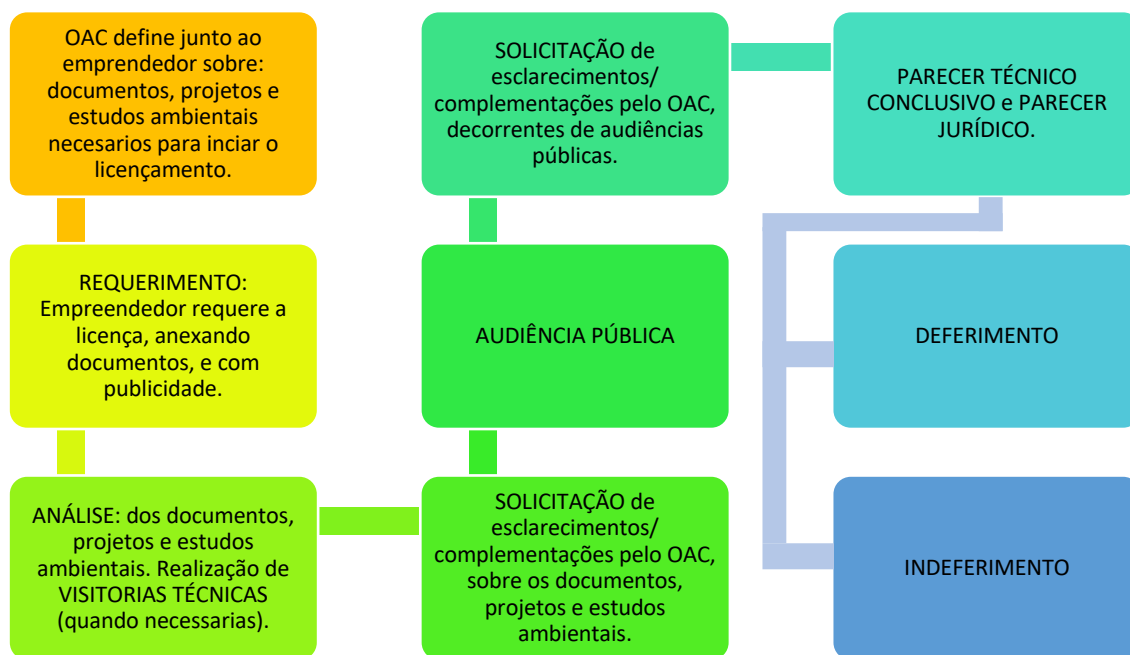 OAC define junto ao
emprendedor sobre:
documentos, projetos e
estudos ambientais
necesarios para inciar o
licençamento.
REQUERIMENTO:
Empreendedor requere a
licença, anexando
documentos, e com
publicidade.
ANÁLISE: dos documentos,
projetos e estudos
ambientais. Realização de
VISITORIAS TÉCNICAS
(quando necessarias).
SOLICITAÇÃO de
esclarecimentos/
complementações pelo OAC,
sobre os documentos,
projetos e estudos
ambientais.
AUDIÊNCIA PÚBLICA
SOLICITAÇÃO de
esclarecimentos/
complementações pelo OAC,
decorrentes de audiências
públicas.
PARECER TÉCNICO
CONCLUSIVO e PARECER
JURÍDICO.
DEFERIMENTO
INDEFERIMENTO